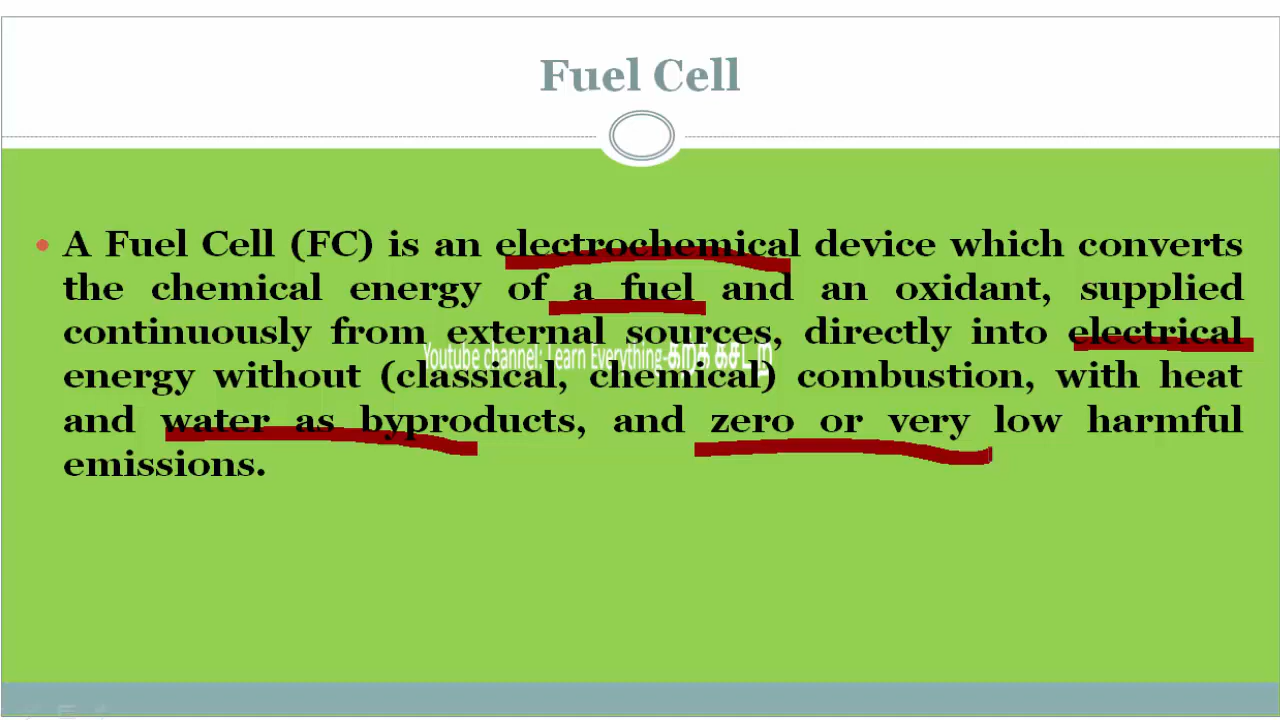 Fuel Cell
• A Fuel Cell (FC) is an electrochemical device which converts
the chemical energy of a fuel and an oxidant, supplied
continuously from external sources, directly into electrical
Youtube channel: Learn Everything-கற்க கசடற
energy without (classical, chemical) combustion, with heat
and water as byproducts, and zero or very low harmful
emissions.